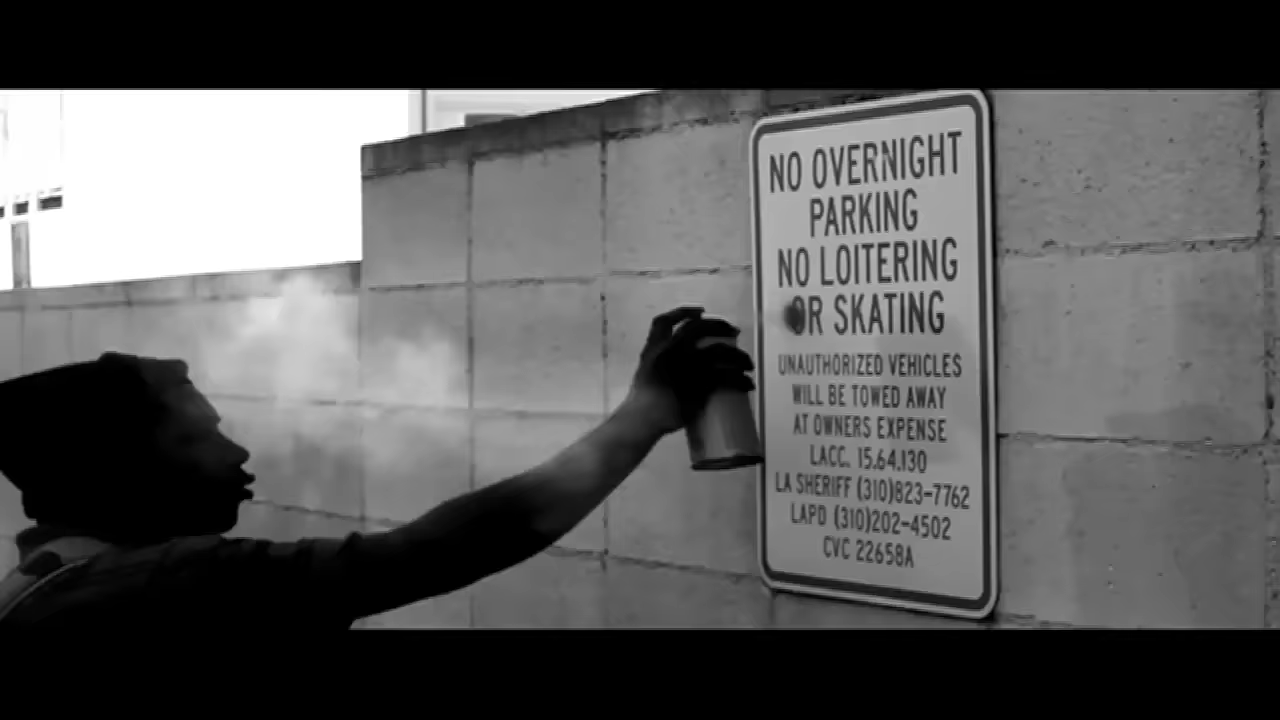 NO OVERNIGHT
PARKING
NO LOITERING
OR SKATING
UNAUTHORIZED VEHICLES
WILL BE TOWED AWAY
AT OWNERS EXPENSE
LACC. 15.64.130
LA SHERIFF (310)823-7762
LAPD (310)202-4502
CVC 22658A